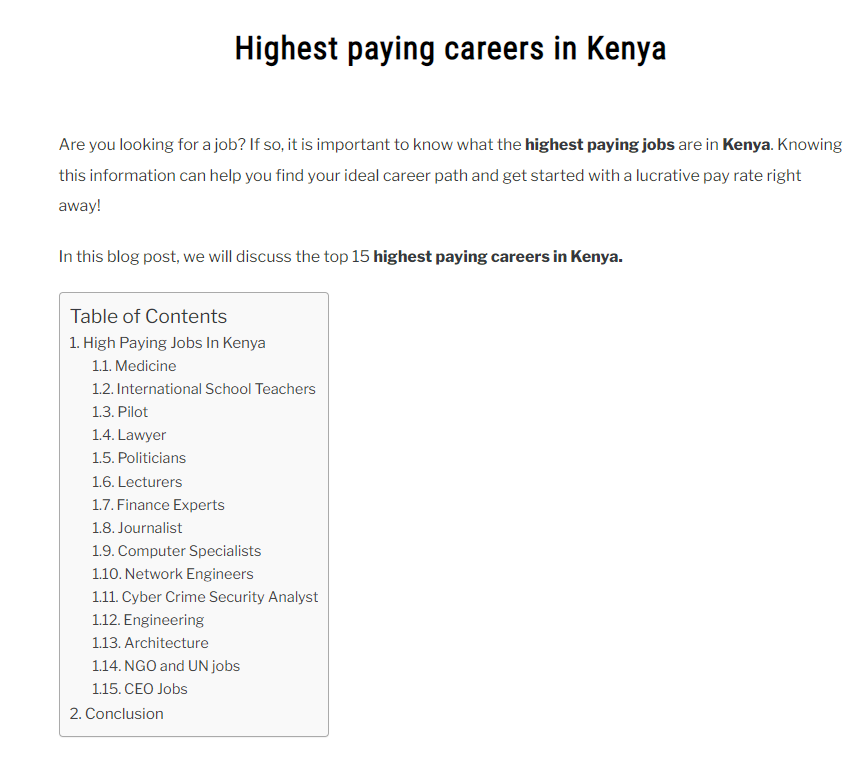 Highest paying careers in Kenya
Are you looking for a job? If so, it is important to know what the highest paying jobs are in Kenya. Knowing
this information can help you find your ideal career path and get started with a lucrative pay rate right
away!
In this blog post, we will discuss the top 15 highest paying careers in Kenya.
Table of Contents
1. High Paying Jobs In Kenya
1.1. Medicine
1.2. International School Teachers
1.3. Pilot
1.4. Lawyer
1.5. Politicians
1.6. Lecturers
1.7. Finance Experts
1.8. Journalist
1.9. Computer Specialists
1.10. Network Engineers
1.11. Cyber Crime Security Analyst
1.12. Engineering
1.13. Architecture
1.14. NGO and UN jobs
1.15. CEO Jobs
2. Conclusion